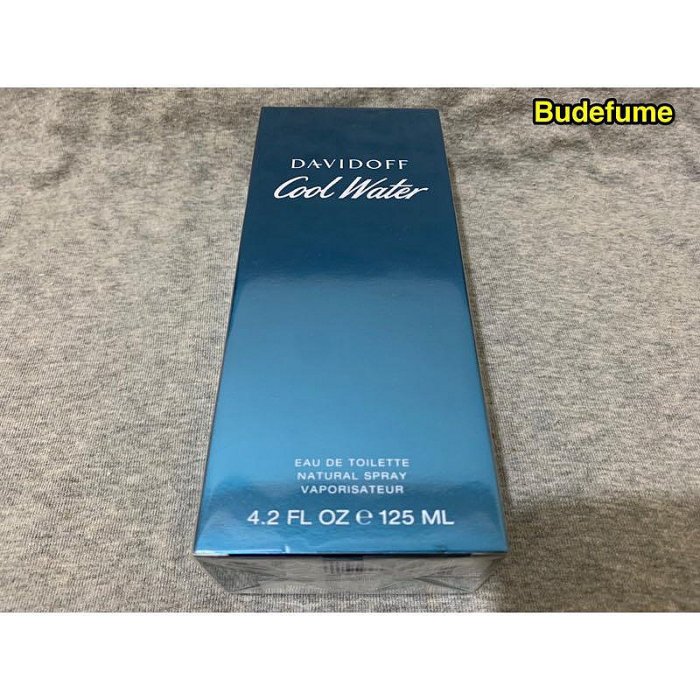 Budefume
DAVIDOFF
Cool Water
EAU DE TOILETTE
NATURAL SPRAY
VAPORISATEUR
4.2 FL OZ ℮ 125 ML